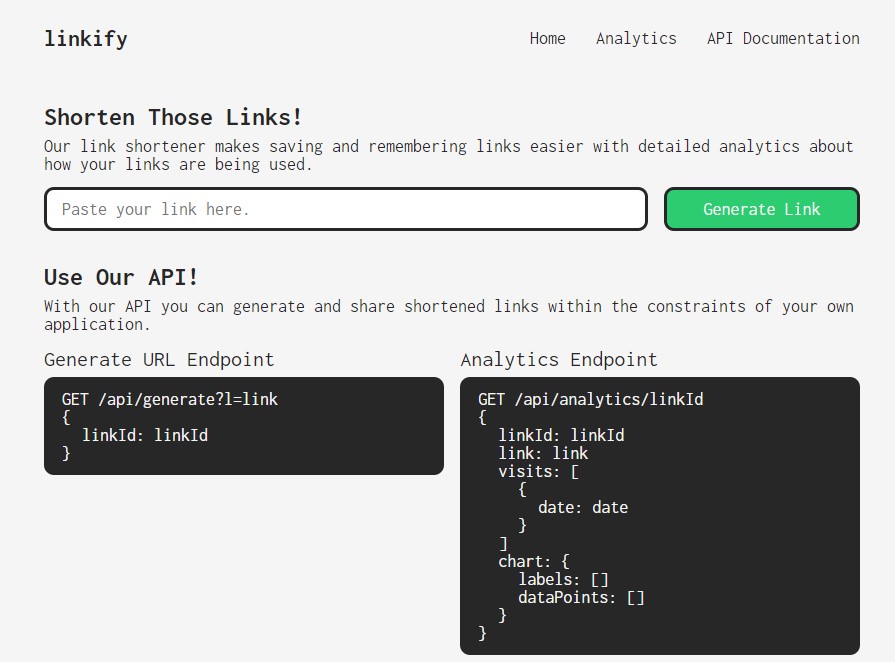 linkify
Home Analytics API Documentation
Shorten Those Links!
Our link shortener makes saving and remembering links easier with detailed analytics about
how your links are being used.
Paste your link here.
Generate Link
Use Our API!
With our API you can generate and share shortened links within the constraints of your own
application.
Generate URL Endpoint
GET /api/generate?l=link
{
linkId: linkId
}
Analytics Endpoint
GET /api/analytics/linkId
{
linkId: linkId
link: link
visits: [
{
date: date
}
]
chart: {
labels: []
dataPoints: []
}
}